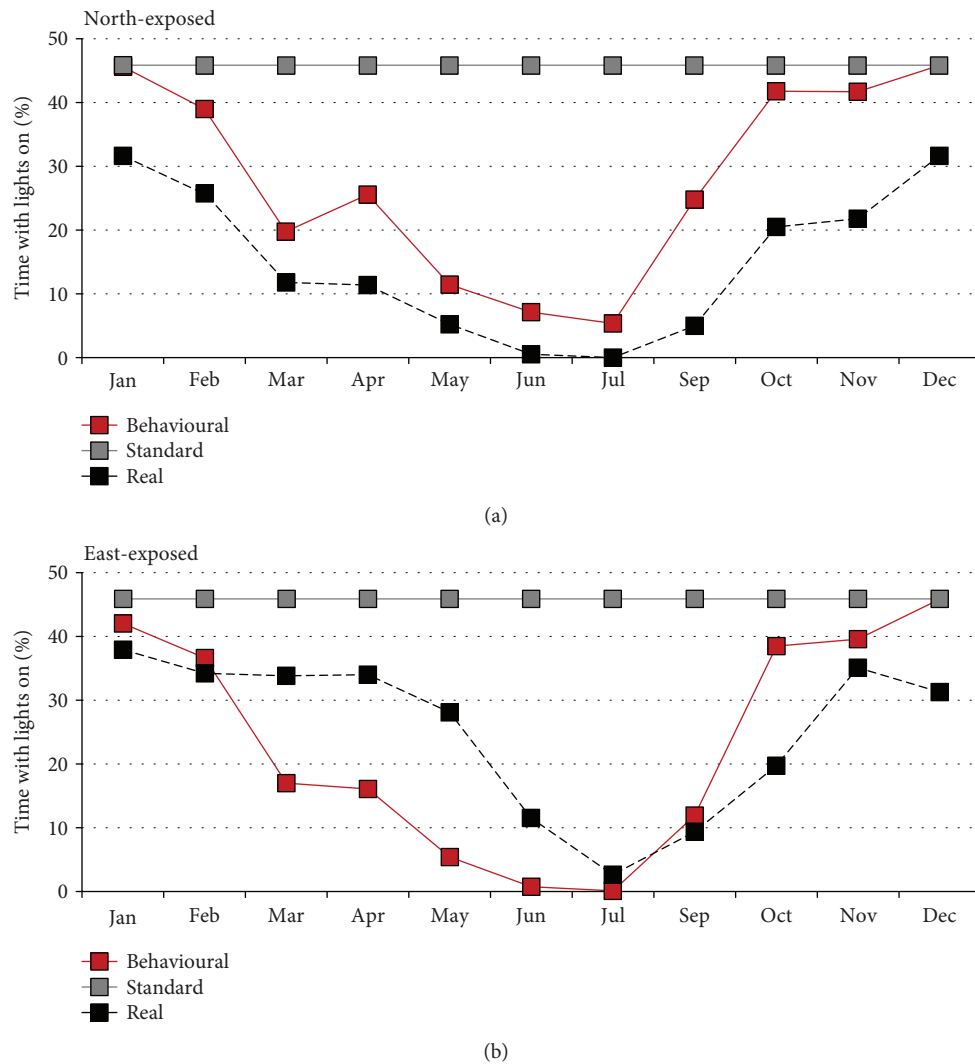 North-exposed
50
40
30
20
10
0
Time with lights on (%)
Jan Feb Mar Apr May Jun Jul Sep Oct Nov Dec
Behavioural
Standard
Real
(a)
East-exposed
50
40
30
20
10
0
Time with lights on (%)
Jan Feb Mar Apr May Jun Jul Sep Oct Nov Dec
Behavioural
Standard
Real
(b)